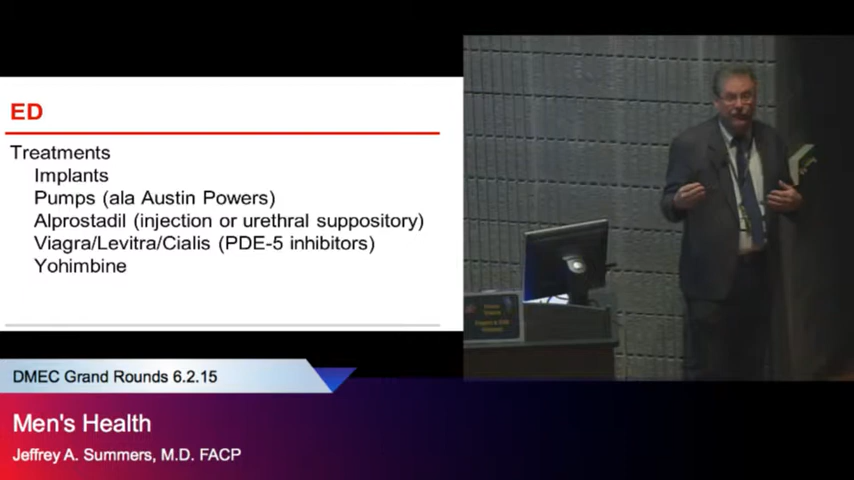 ED
Treatments
Implants
Pumps (ala Austin Powers)
Alprostadil (injection or urethral suppository)
Viagra/Levitra/Cialis (PDE-5 inhibitors)
Yohimbine
DMEC Grand Rounds 6.2.15
Men's Health
Jeffrey A. Summers, M.D. FACP